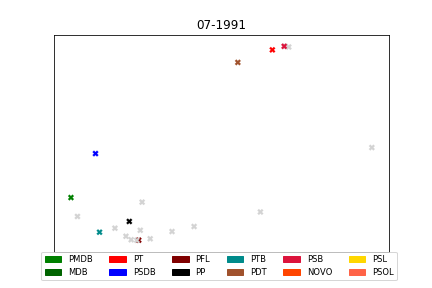 07-1991
PMDB PT PFL PTB PSB PSL
MDB PSDB PP PDT NOVO PSOL